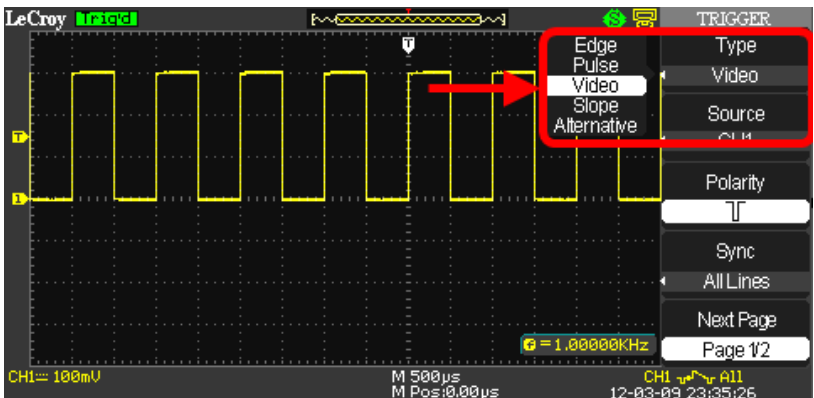 LeCroy Trig'd S TRIGGER
T
Edge
Pulse
Video
Slope
Alternative
Type
Video
Source
CH1
T
1
Polarity
Sync
All Lines
Next Page
Page 1/2
f = 1.00000KHz
CH1 100mV
M 500µs
M Pos:0.00µs
CH1 All
12-03-09 23:35:26